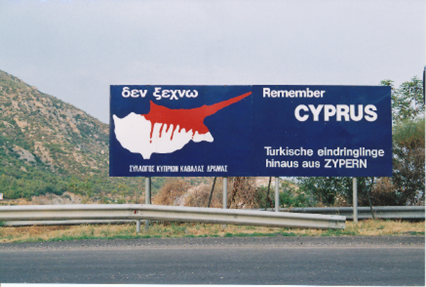 δεν ξεχνω
ΣΥΛΛΟΓΟΣ ΚΥΠΡΙΩΝ ΚΑΒΑΛΑΣ ΔΡΑΜΑΣ
Remember
CYPRUS
Turkische eindringlinge
hinaus aus ZYPERN